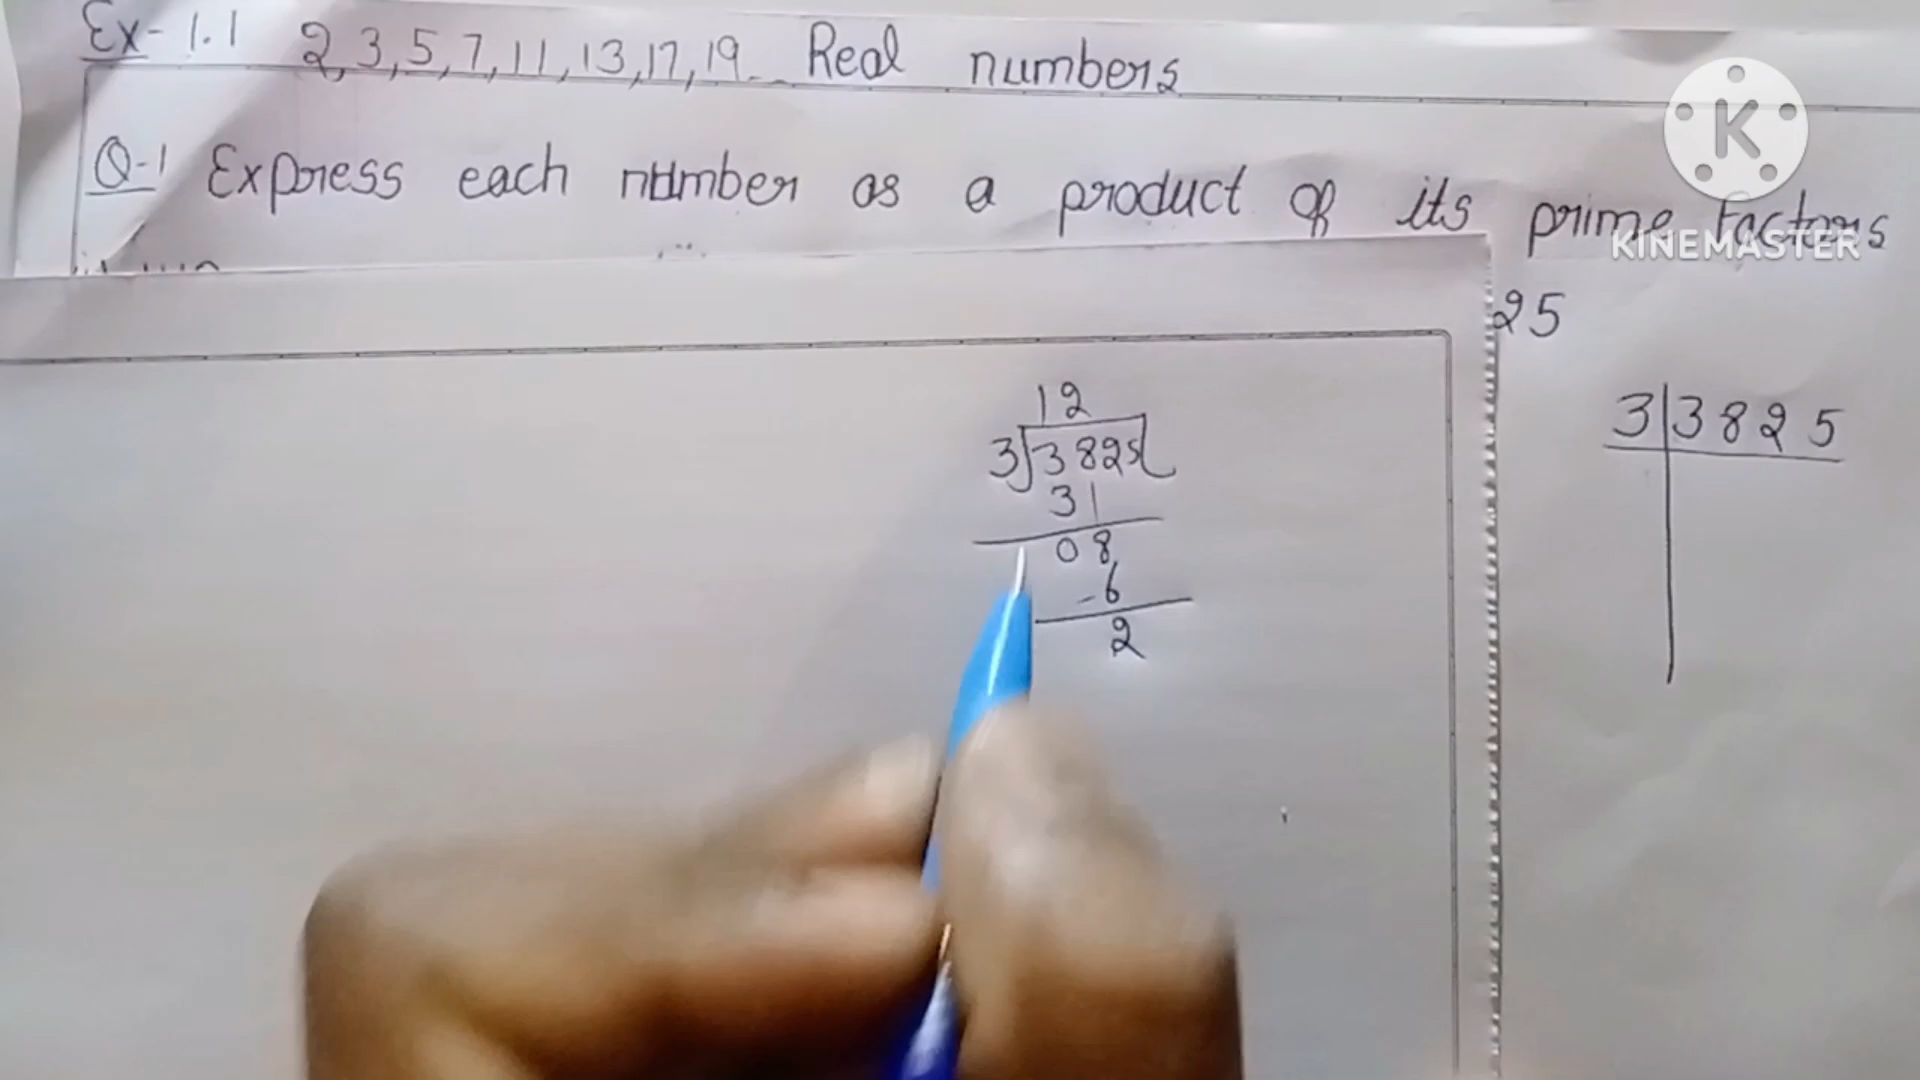 Ex-1.1 2,3,5,7,11,13,17,19.. Real numbers
K
Q-1 Express each number as a product of its prime factors
KINEMASTER
25
12
3 3825
3 3825
3
08
-6
2